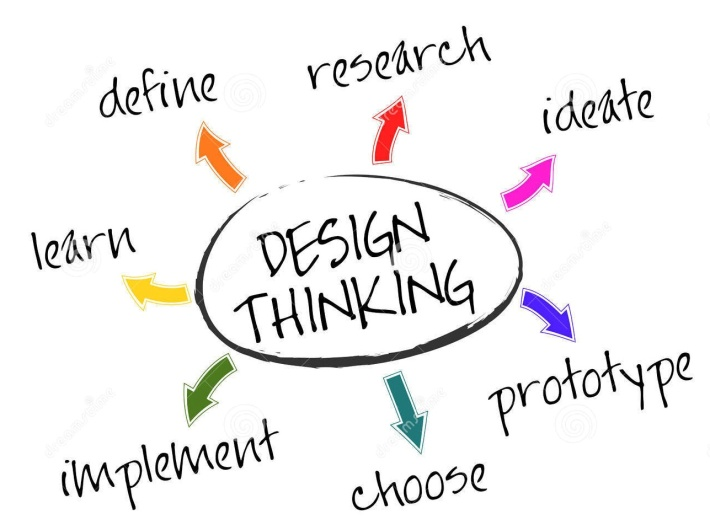 define
research
ideate
learn
DESIGN
THINKING
prototype
implement
choose